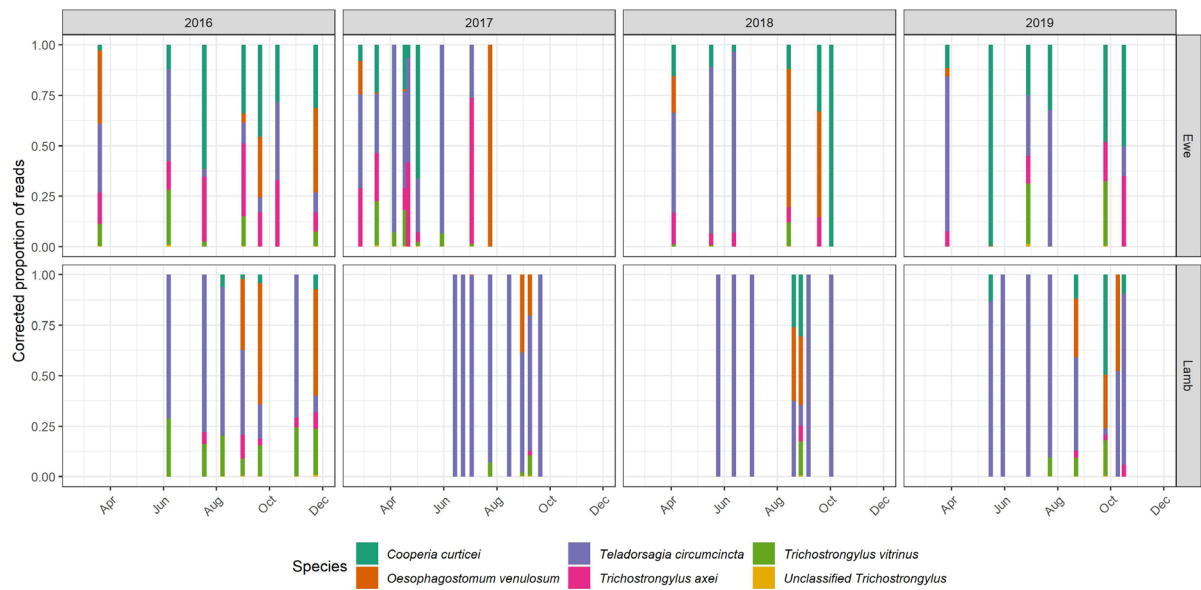 2016 2017 2018 2019
1.00
0.75
0.50
0.25
0.00
Ewe
1.00
0.75
0.50
0.25
0.00
Lamb
Corrected proportion of reads
Apr Jun Aug Oct Dec Apr Jun Aug Oct Dec Apr Jun Aug Oct Dec Apr Jun Aug Oct Dec
Species
Cooperia curticei Teladorsagia circumcincta Trichostrongylus vitrinus
Oesophagostomum venulosum Trichostrongylus axei Unclassified Trichostrongylus